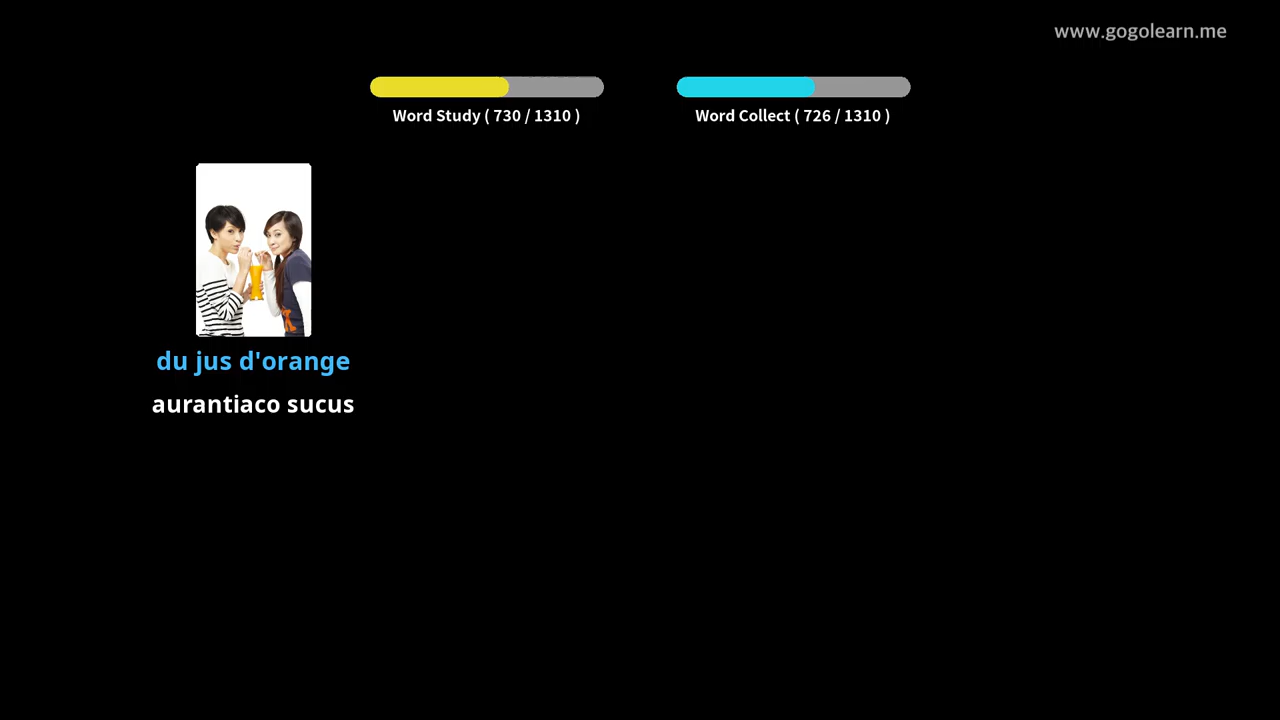 www.gogolearn.me
Word Study ( 730 / 1310 )
Word Collect ( 726 / 1310 )
du jus d'orange
aurantiaco sucus